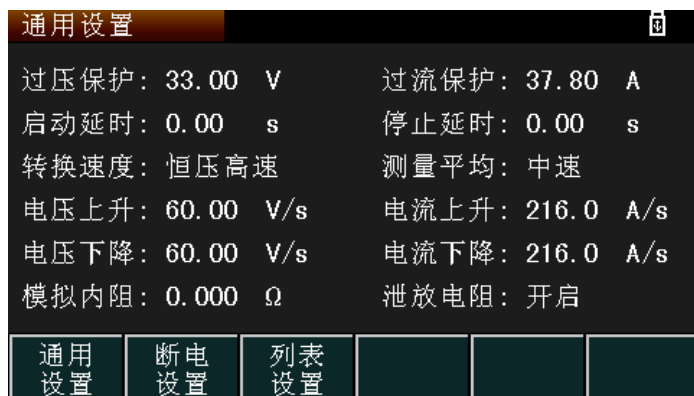 通用设置
过压保护: 33.00 V 过流保护: 37.80 A
启动延时: 0.00 s 停止延时: 0.00 s
转换速度: 恒压高速 测量平均: 中速
电压上升: 60.00 V/s 电流上升: 216.0 A/s
电压下降: 60.00 V/s 电流下降: 216.0 A/s
模拟内阻: 0.000 Ω 泄放电阻: 开启
通用 断电 列表
设置 设置 设置